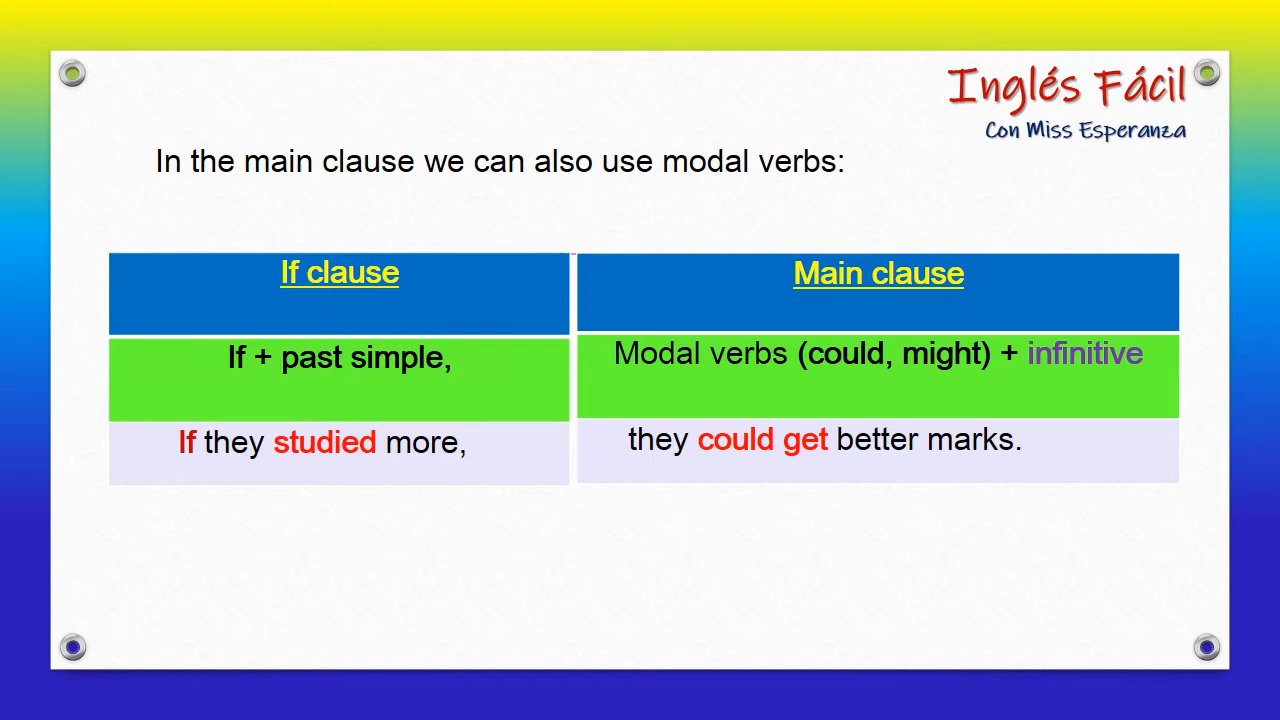 Inglés Fácil
Con Miss Esperanza
In the main clause we can also use modal verbs:
If clause
Main clause
If + past simple,
Modal verbs (could, might) + infinitive
If they studied more,
they could get better marks.